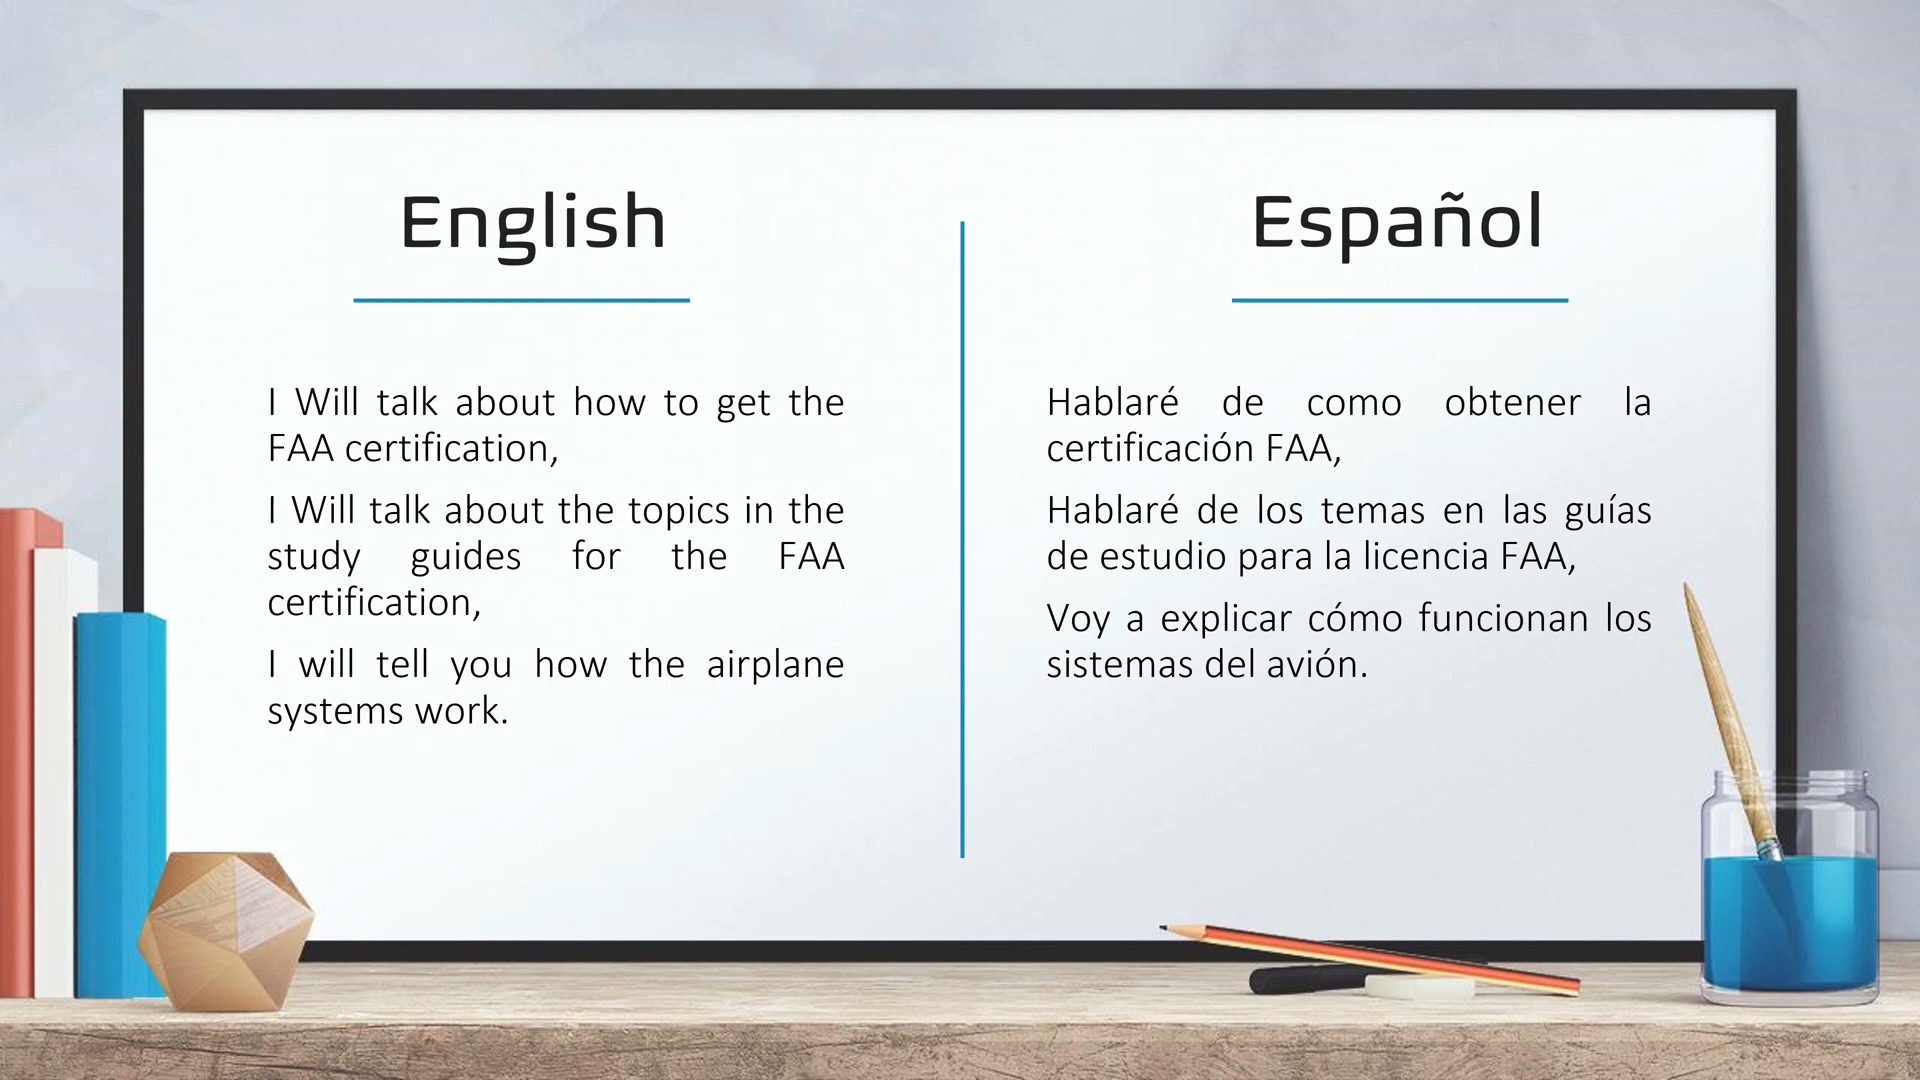 English
I Will talk about how to get the
FAA certification,
I Will talk about the topics in the
study guides for the FAA
certification,
I will tell you how the airplane
systems work.
Español
Hablaré de como obtener la
certificación FAA,
Hablaré de los temas en las guías
de estudio para la licencia FAA,
Voy a explicar cómo funcionan los
sistemas del avión.